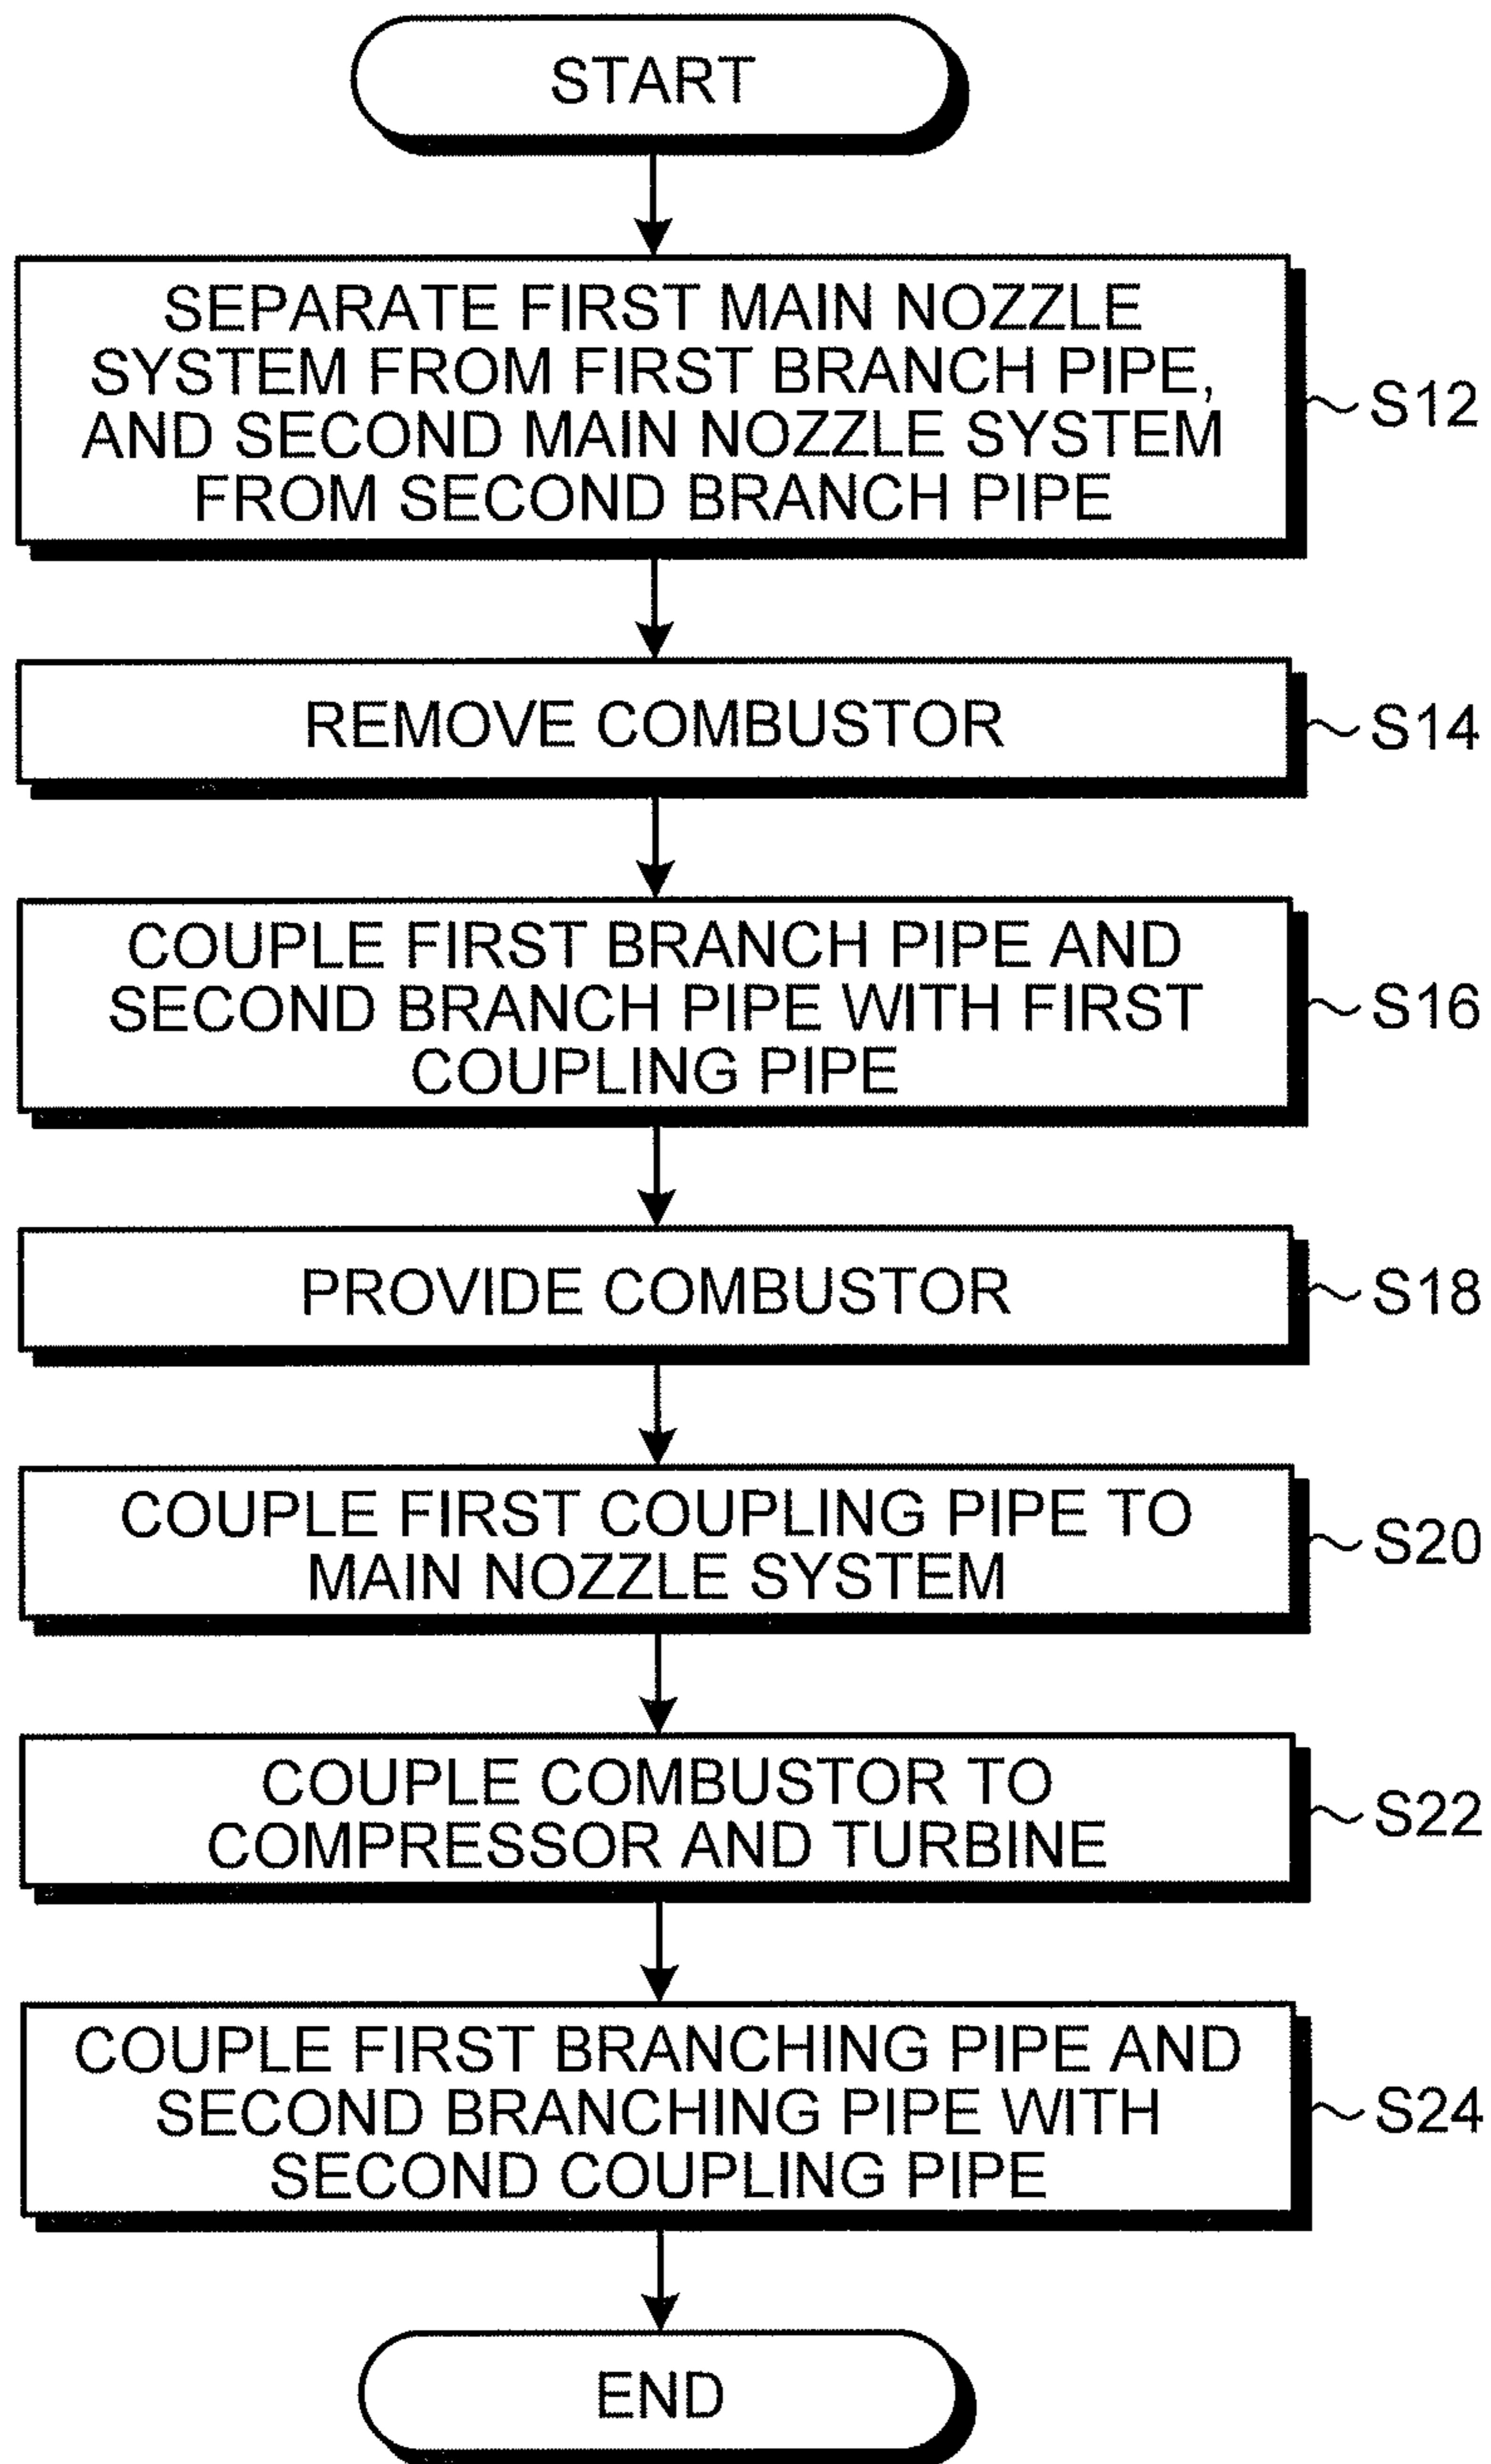 START
SEPARATE FIRST MAIN NOZZLE
SYSTEM FROM FIRST BRANCH PIPE,
AND SECOND MAIN NOZZLE SYSTEM
FROM SECOND BRANCH PIPE
S12
REMOVE COMBUSTOR
S14
COUPLE FIRST BRANCH PIPE AND
SECOND BRANCH PIPE WITH FIRST
COUPLING PIPE
S16
PROVIDE COMBUSTOR
S18
COUPLE FIRST COUPLING PIPE TO
MAIN NOZZLE SYSTEM
S20
COUPLE COMBUSTOR TO
COMPRESSOR AND TURBINE
S22
COUPLE FIRST BRANCHING PIPE AND
SECOND BRANCHING PIPE WITH
SECOND COUPLING PIPE
S24
END